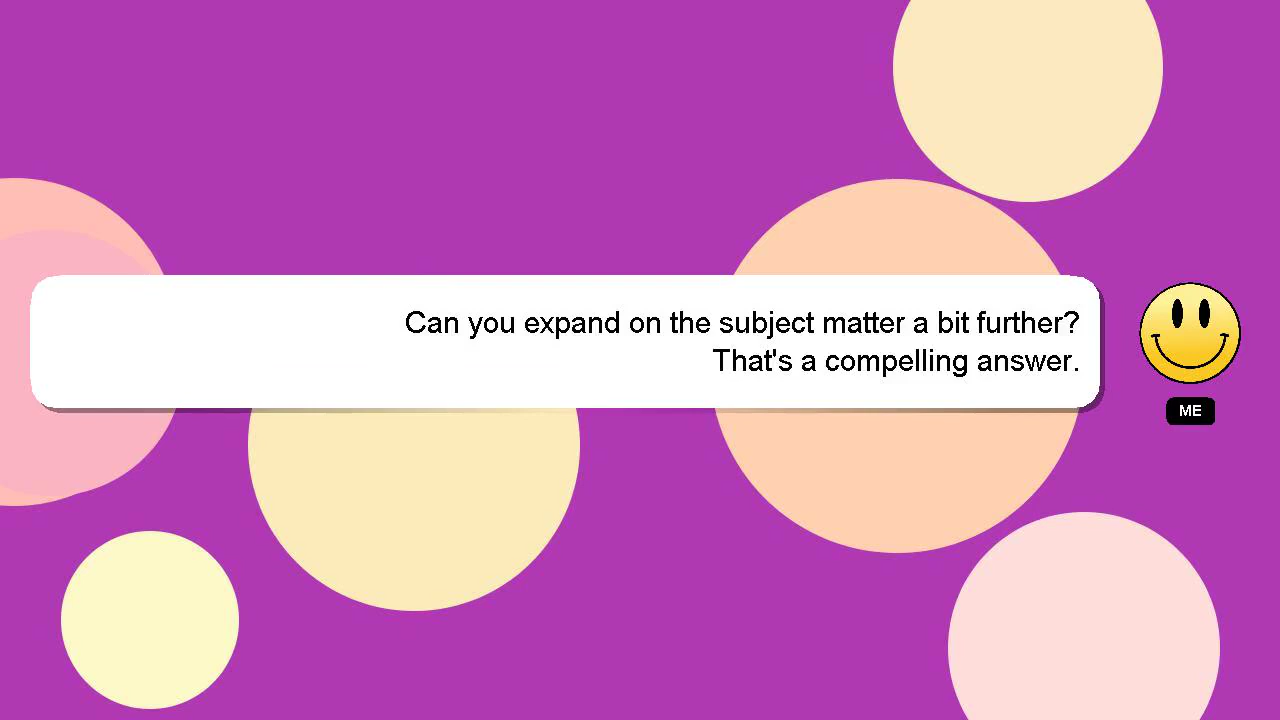 Can you expand on the subject matter a bit further?
That's a compelling answer.
ME